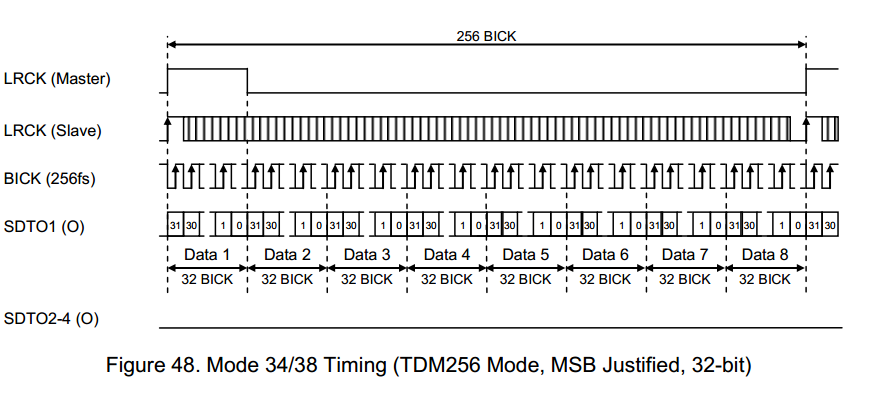 256 BICK
LRCK (Master)
LRCK (Slave)
BICK (256fs)
SDTO1 (O) 31 30 1 0 31 30 1 0 31 30 1 0 31 30 1 0 31 30 1 0 31 30 1 0 31 30 1 0 31 30 1 0 31 30
Data 1 Data 2 Data 3 Data 4 Data 5 Data 6 Data 7 Data 8
32 BICK 32 BICK 32 BICK 32 BICK 32 BICK 32 BICK 32 BICK 32 BICK
SDTO2-4 (O)
Figure 48. Mode 34/38 Timing (TDM256 Mode, MSB Justified, 32-bit)